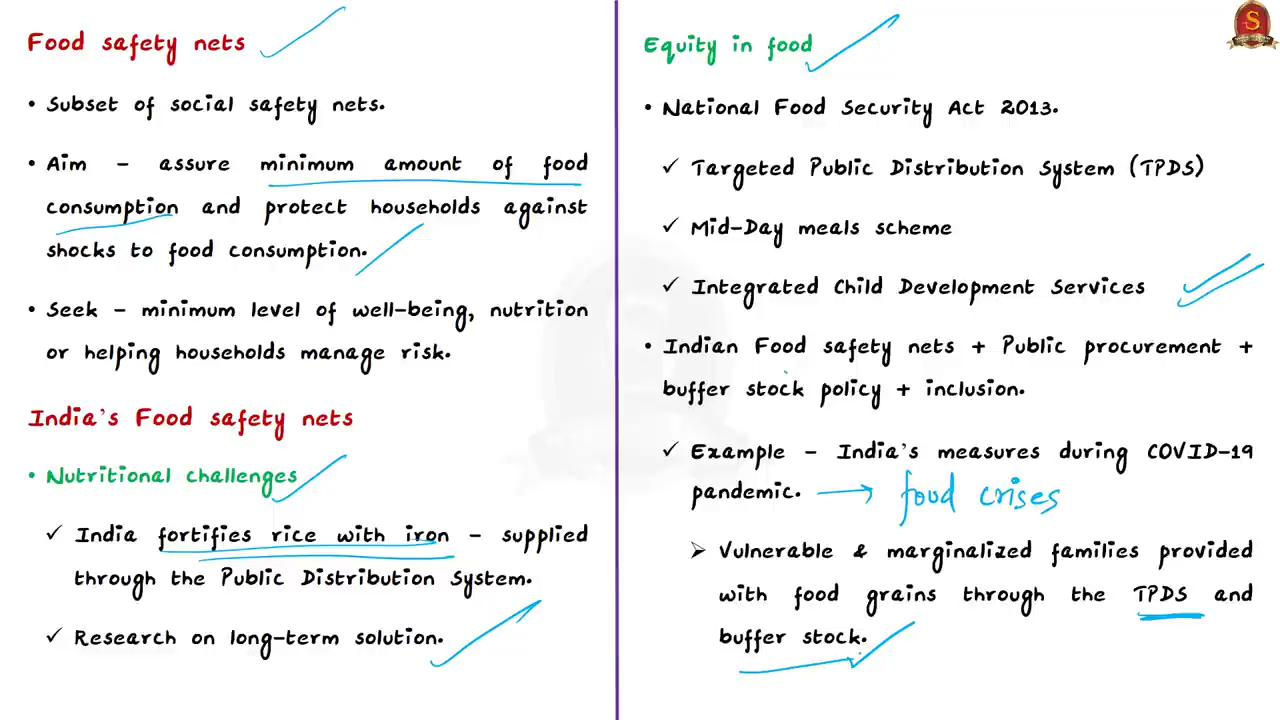 Food safety nets
• Subset of social safety nets.
• Aim – assure minimum amount of food
consumption and protect households against
shocks to food consumption.
• Seek – minimum level of well-being, nutrition
or helping households manage risk.
India's Food safety nets
• Nutritional challenges
✓ India fortifies rice with iron – supplied
through the Public Distribution System.
✓ Research on long-term solution.
Equity in food
• National Food Security Act 2013.
✓ Targeted Public Distribution System (TPDS)
✓ Mid-Day meals scheme
✓ Integrated Child Development Services
• Indian Food safety nets + Public procurement +
buffer stock policy + inclusion.
✓ Example – India's measures during COVID-19
pandemic. → food crises
➤ Vulnerable & marginalized families provided
with food grains through the TPDS and
buffer stock.
S